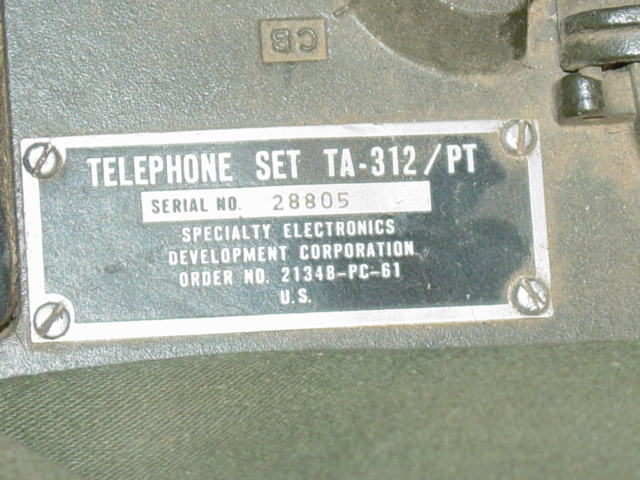 CB
TELEPHONE SET TA-312/PT
SERIAL NO. 28805
SPECIALTY ELECTRONICS
DEVELOPMENT CORPORATION
ORDER NO. 21348-PC-61
U.S.